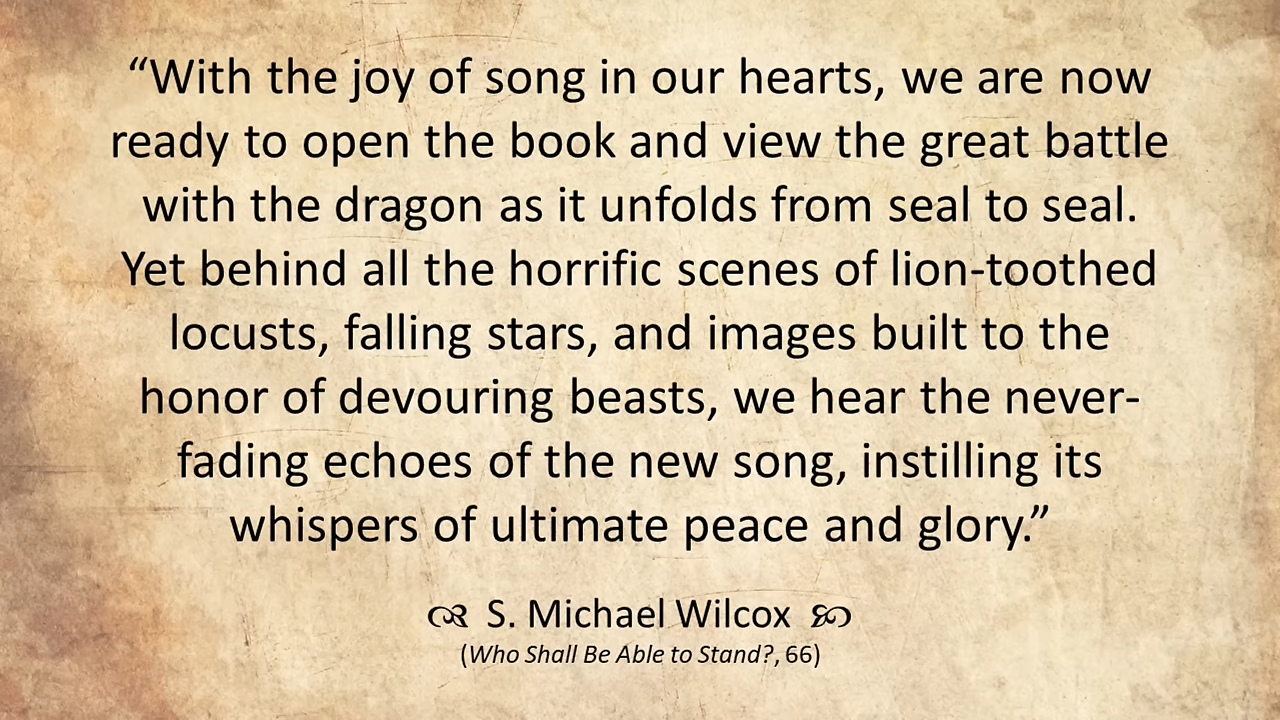 “With the joy of song in our hearts, we are now
ready to open the book and view the great battle
with the dragon as it unfolds from seal to seal.
Yet behind all the horrific scenes of lion-toothed
locusts, falling stars, and images built to the
honor of devouring beasts, we hear the never-
fading echoes of the new song, instilling its
whispers of ultimate peace and glory.”
S. Michael Wilcox
(Who Shall Be Able to Stand?, 66)